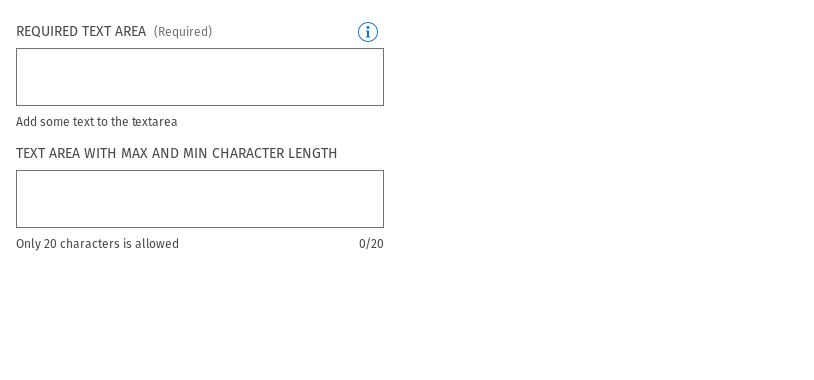 REQUIRED TEXT AREA (Required)
Add some text to the textarea
TEXT AREA WITH MAX AND MIN CHARACTER LENGTH
Only 20 characters is allowed 0/20